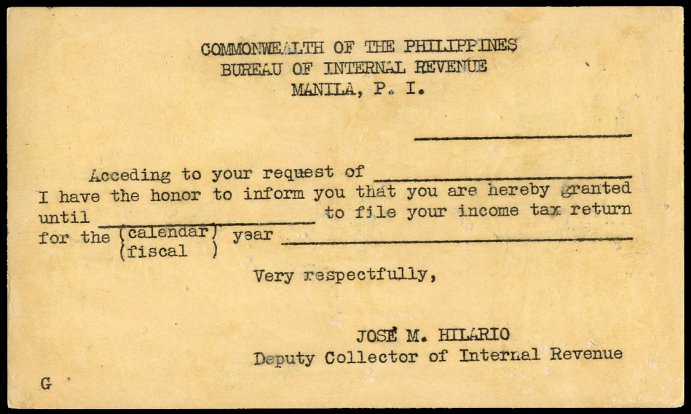 COMMONWEALTH OF THE PHILIPPINES
BUREAU OF INTERNAL REVENUE
MANILA, P. I.
Acceding to your request of
I have the honor to inform you that you are hereby granted
until to file your income tax return
for the (calendar) year
(fiscal )
Very respectfully,
JOSE M. HILARIO
Deputy Collector of Internal Revenue
G